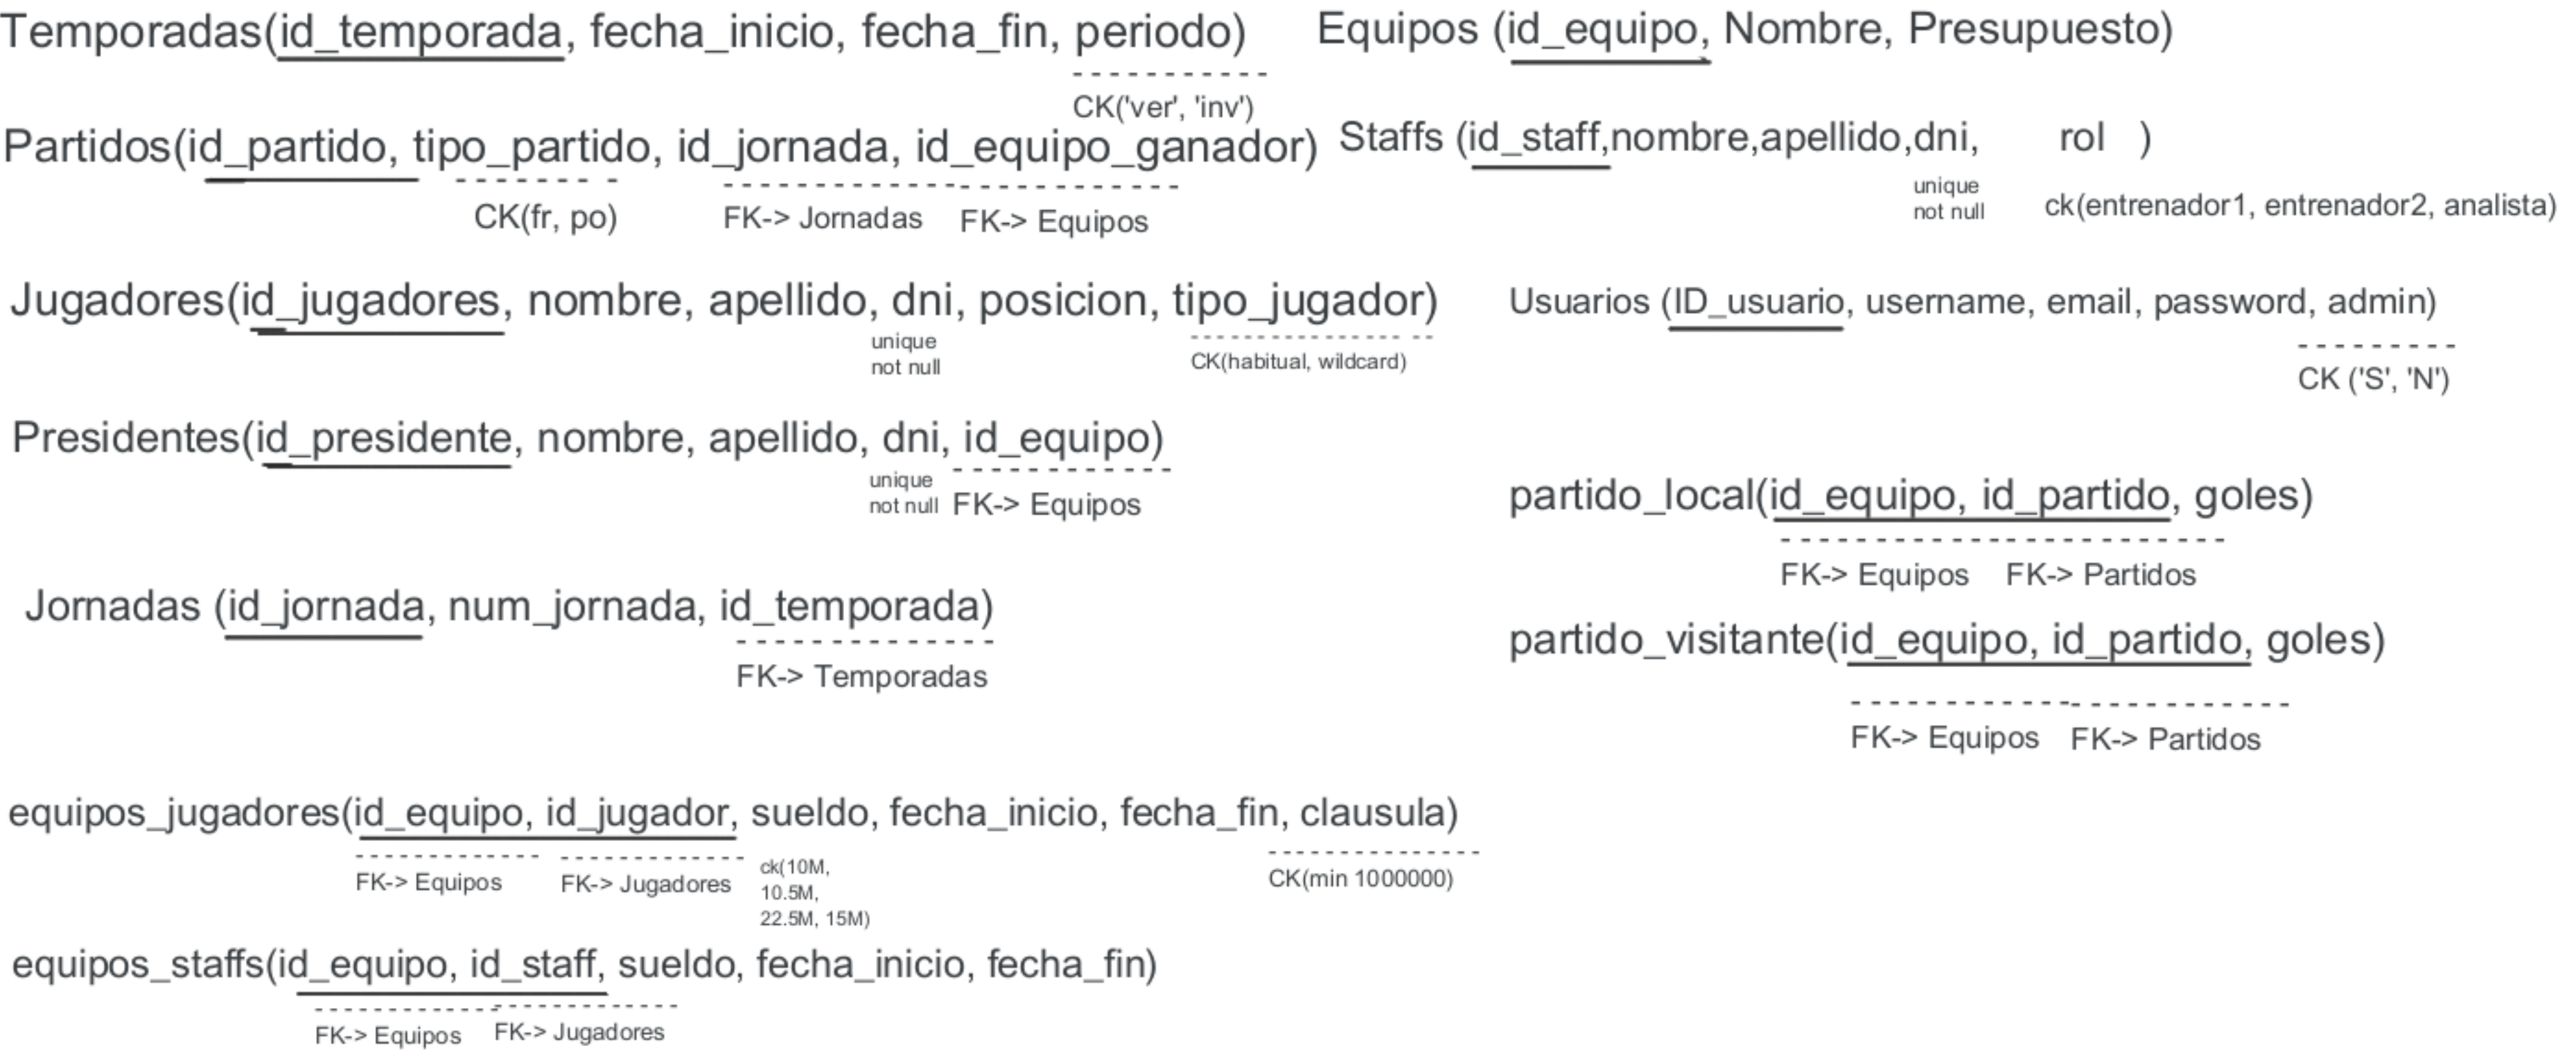 Temporadas(id_temporada, fecha_inicio, fecha_fin, periodo)
CK('ver', 'inv')
Partidos(id_partido, tipo_partido, id_jornada, id_equipo_ganador)
CK(fr, po)
FK-> Jornadas
FK-> Equipos
Jugadores(id_jugadores, nombre, apellido, dni, posicion, tipo_jugador)
unique
not null
CK(habitual, wildcard)
Presidentes(id_presidente, nombre, apellido, dni, id_equipo)
unique
not null
FK-> Equipos
Jornadas (id_jornada, num_jornada, id_temporada)
FK-> Temporadas
equipos_jugadores(id_equipo, id_jugador, sueldo, fecha_inicio, fecha_fin, clausula)
FK-> Equipos
FK-> Jugadores
ck(10M,
10.5M,
22.5M, 15M)
CK(min 1000000)
equipos_staffs(id_equipo, id_staff, sueldo, fecha_inicio, fecha_fin)
FK-> Equipos
FK-> Jugadores
Equipos (id_equipo, Nombre, Presupuesto)
Staffs (id_staff,nombre,apellido,dni, rol )
unique
not null
ck(entrenador1, entrenador2, analista)
Usuarios (ID_usuario, username, email, password, admin)
CK ('S', 'N')
partido_local(id_equipo, id_partido, goles)
FK-> Equipos
FK-> Partidos
partido_visitante(id_equipo, id_partido, goles)
FK-> Equipos
FK-> Partidos